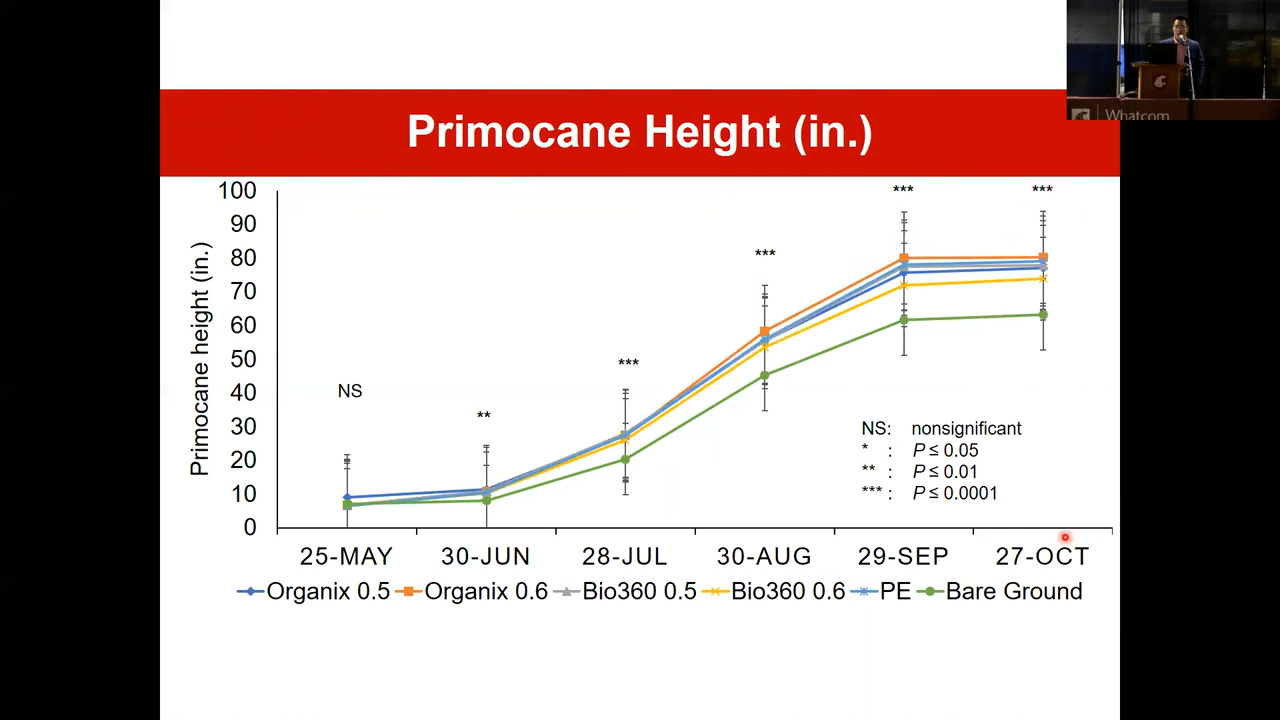 Whatcom
Primocane Height (in.)
Primocane height (in.)
100
90
80
70
60
50
40
30
20
10
0
NS
**
***
***
***
***
NS: nonsignificant
* : P ≤ 0.05
** : P ≤ 0.01
*** : P ≤ 0.0001
25-MAY 30-JUN 28-JUL 30-AUG 29-SEP 27-OCT
Organix 0.5 Organix 0.6 Bio360 0.5 Bio360 0.6 PE Bare Ground